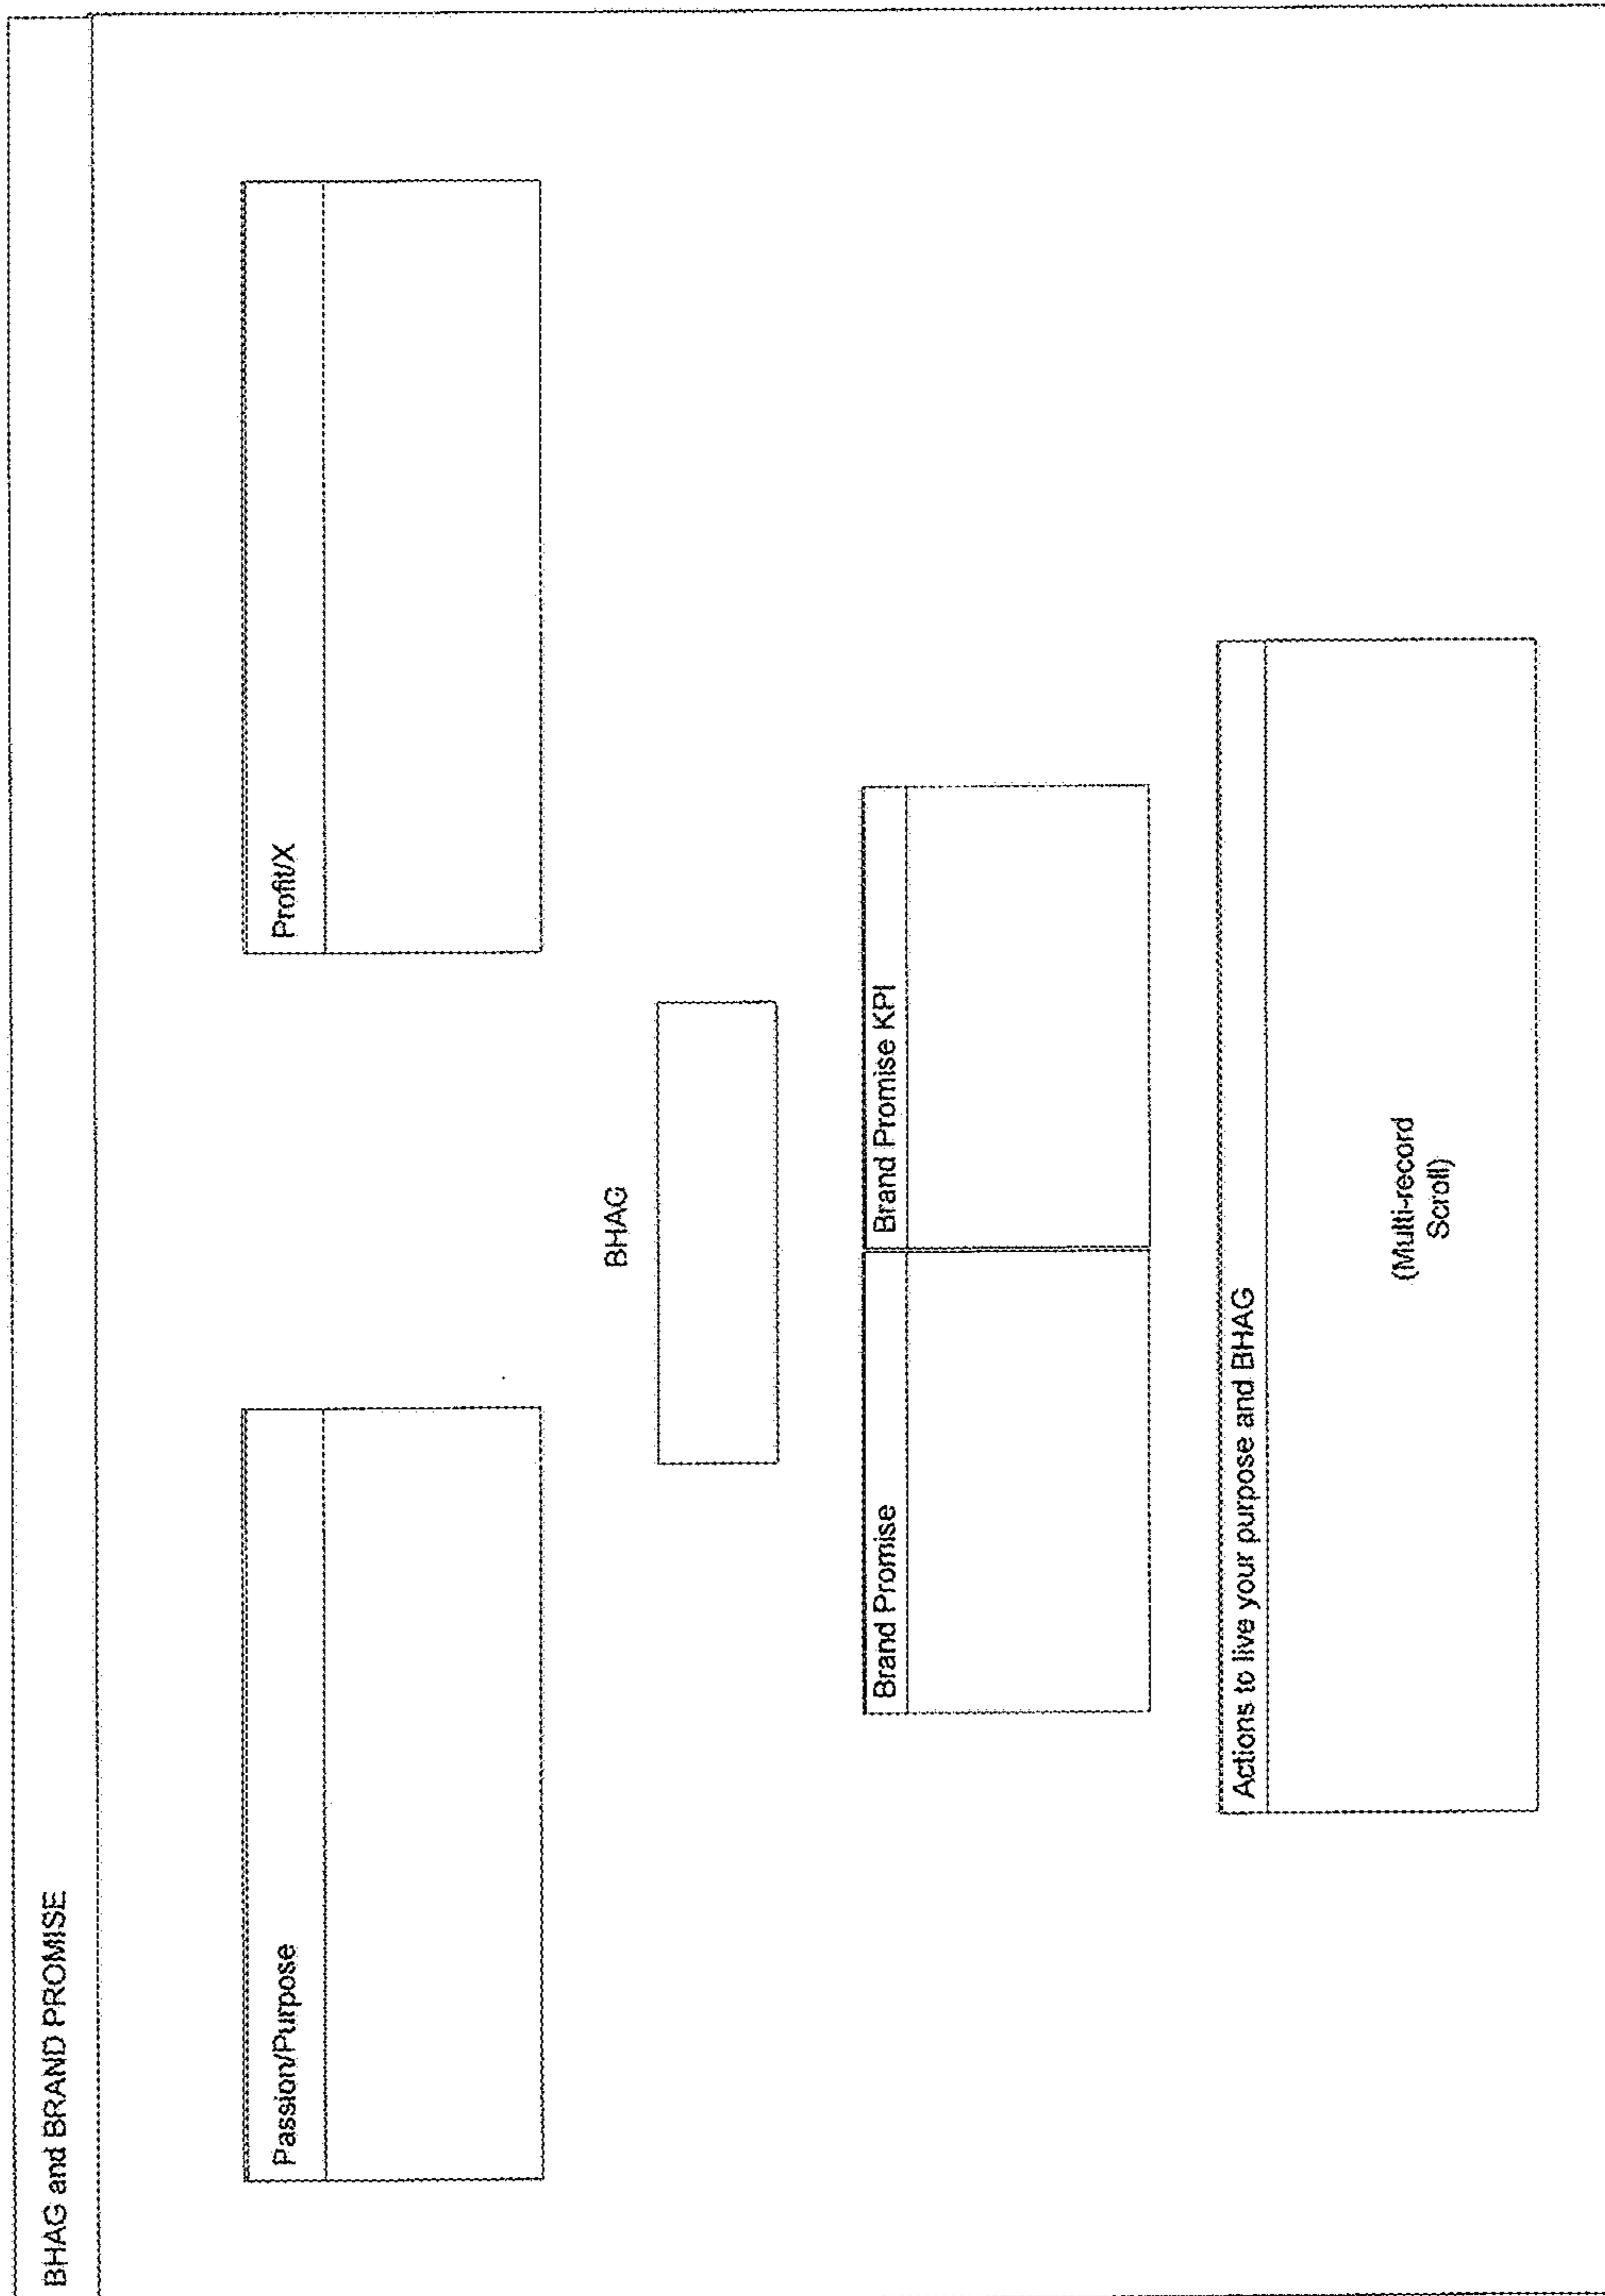 BHAG and BRAND PROMISE
Passion/Purpose
Profit/X
BHAG
Brand Promise
Brand Promise KPI
Actions to live your purpose and BHAG
(Multi-record
Scroll)